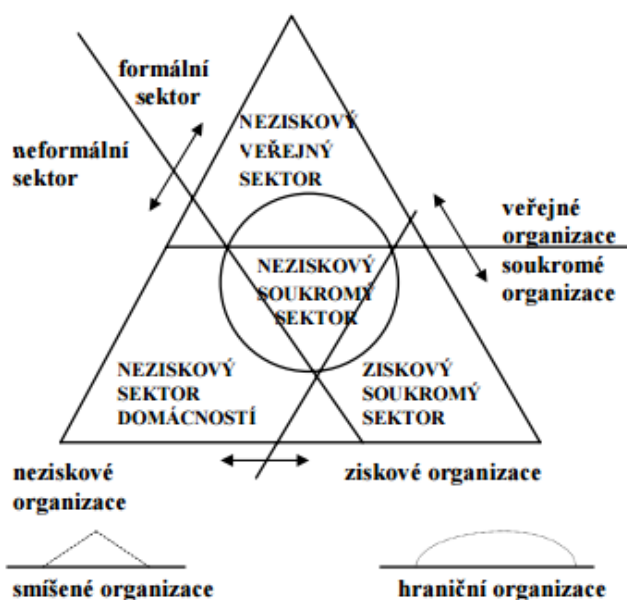 formální
sektor
neformální
sektor
NEZISKOVÝ
VEŘEJNÝ
SEKTOR
veřejné
organizace
soukromé
organizace
NEZISKOVÝ
SOUKROMÝ
SEKTOR
NEZISKOVÝ
SEKTOR
DOMÁCNOSTÍ
ZISKOVÝ
SOUKROMÝ
SEKTOR
neziskové
organizace
ziskové organizace
smíšené organizace
hraniční organizace